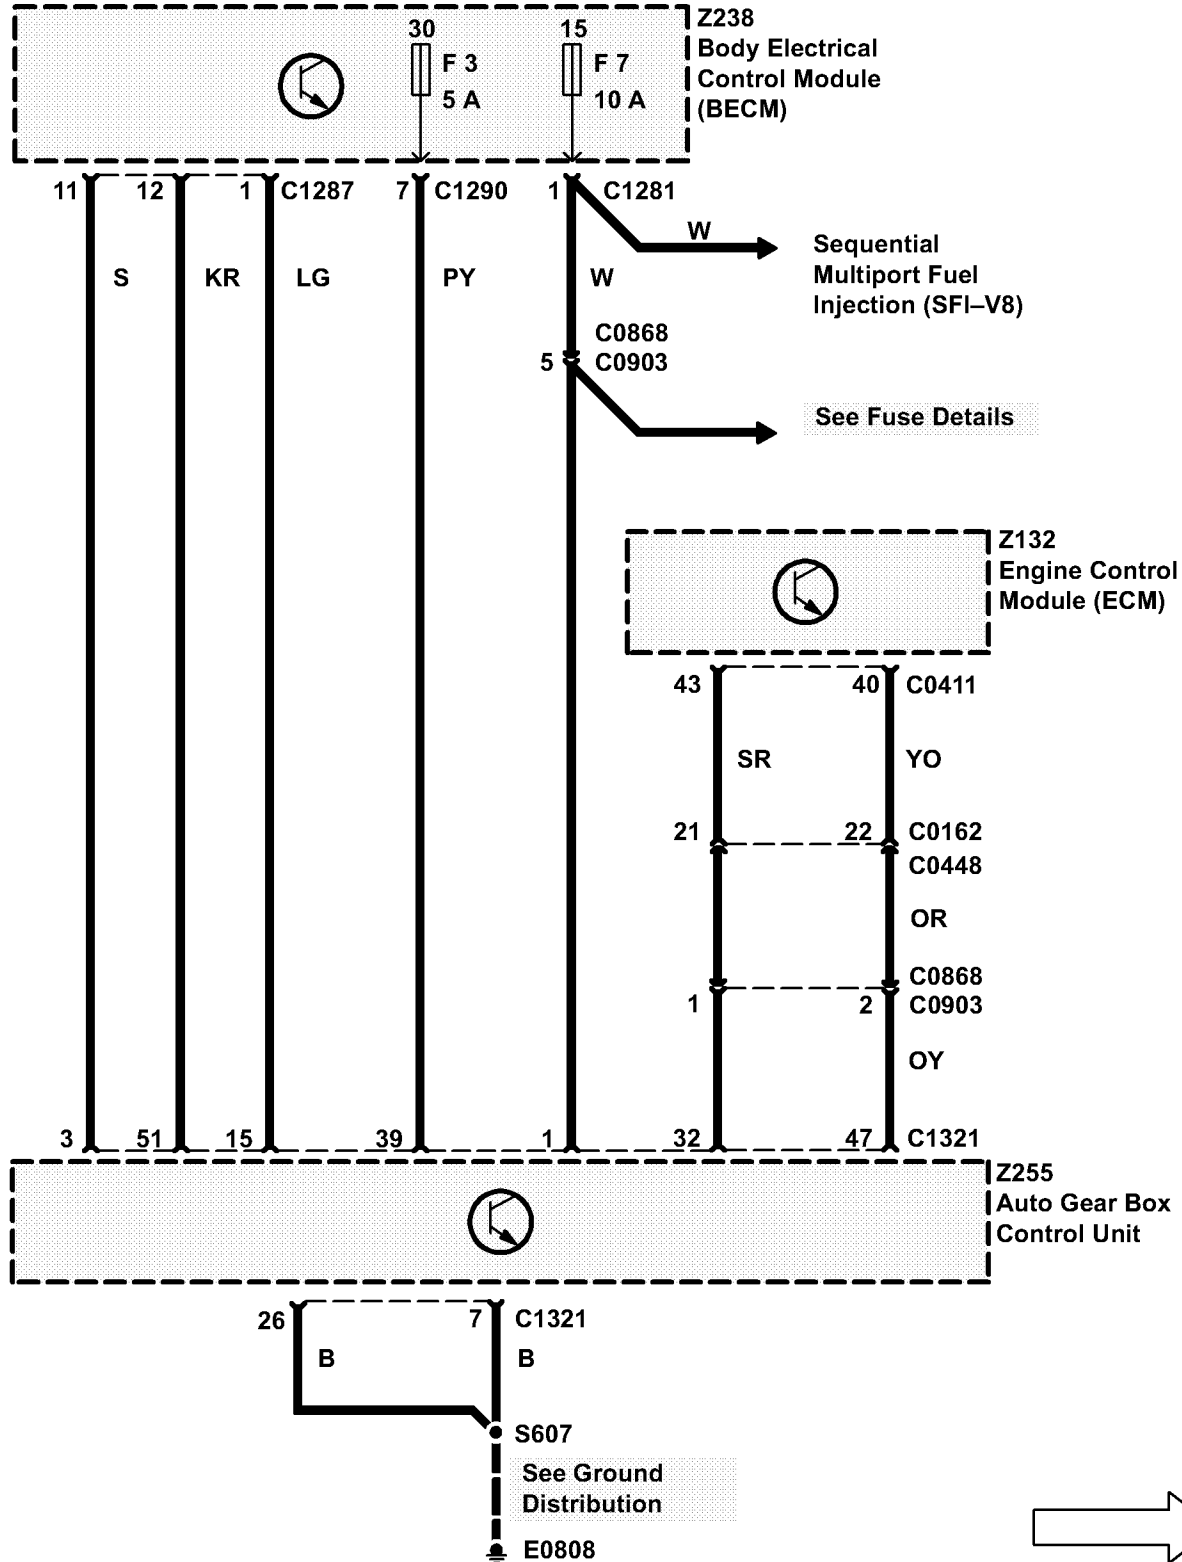 30 15 Z238
Body Electrical
F 3 F 7 Control Module
5 A 10 A (BECM)
11 12 1 C1287 7 C1290 1 C1281
W
Sequential
S KR LG PY W Multiport Fuel
Injection (SFI–V8)
C0868
5 C0903
See Fuse Details
Z132
Engine Control
Module (ECM)
43 40 C0411
SR YO
21 22 C0162
C0448
OR
C0868
1 2 C0903
OY
3 51 15 39 1 32 47 C1321
Z255
Auto Gear Box
Control Unit
26 7 C1321
B B
S607
See Ground
Distribution
E0808